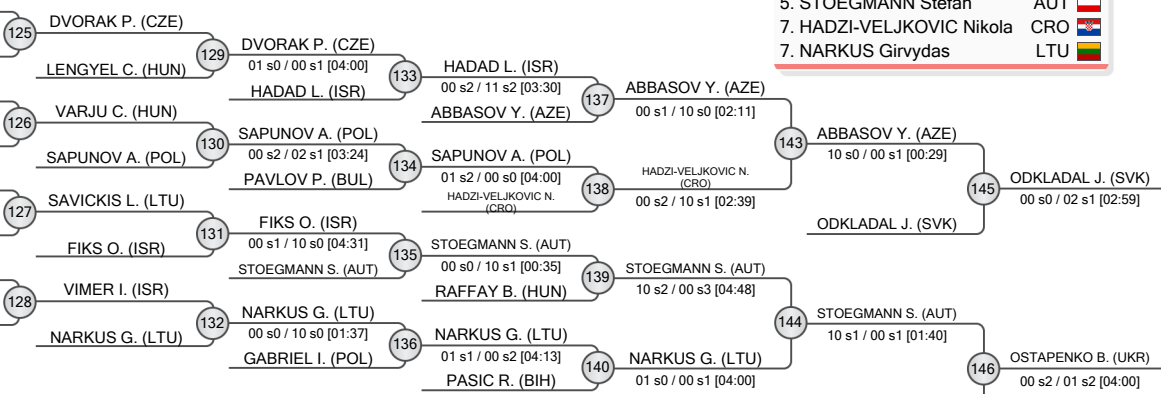 5. STOEGMANN Stefan AUT
7. HADZI-VELJKOVIC Nikola CRO
7. NARKUS Girvydas LTU
125
DVORAK P. (CZE)
LENGYEL C. (HUN)
126
VARJU C. (HUN)
SAPUNOV A. (POL)
127
SAVICKIS L. (LTU)
FIKS O. (ISR)
128
VIMER I. (ISR)
NARKUS G. (LTU)
129
DVORAK P. (CZE)
01 s0 / 00 s1 [04:00]
HADAD L. (ISR)
130
SAPUNOV A. (POL)
00 s2 / 02 s1 [03:24]
PAVLOV P. (BUL)
131
FIKS O. (ISR)
00 s1 / 10 s0 [04:31]
STOEGMANN S. (AUT)
132
NARKUS G. (LTU)
00 s0 / 10 s0 [01:37]
GABRIEL I. (POL)
133
HADAD L. (ISR)
00 s2 / 11 s2 [03:30]
ABBASOV Y. (AZE)
134
SAPUNOV A. (POL)
01 s2 / 00 s0 [04:00]
HADZI-VELJKOVIC N.
(CRO)
135
STOEGMANN S. (AUT)
00 s0 / 10 s1 [00:35]
RAFFAY B. (HUN)
136
NARKUS G. (LTU)
01 s1 / 00 s2 [04:13]
PASIC R. (BIH)
137
ABBASOV Y. (AZE)
00 s1 / 10 s0 [02:11]
138
HADZI-VELJKOVIC N.
(CRO)
00 s2 / 10 s1 [02:39]
139
STOEGMANN S. (AUT)
10 s2 / 00 s3 [04:48]
140
NARKUS G. (LTU)
01 s0 / 00 s1 [04:00]
143
ABBASOV Y. (AZE)
10 s0 / 00 s1 [00:29]
ODKLADAL J. (SVK)
144
STOEGMANN S. (AUT)
10 s1 / 00 s1 [01:40]
145
ODKLADAL J. (SVK)
00 s0 / 02 s1 [02:59]
146
OSTAPENKO B. (UKR)
00 s2 / 01 s2 [04:00]